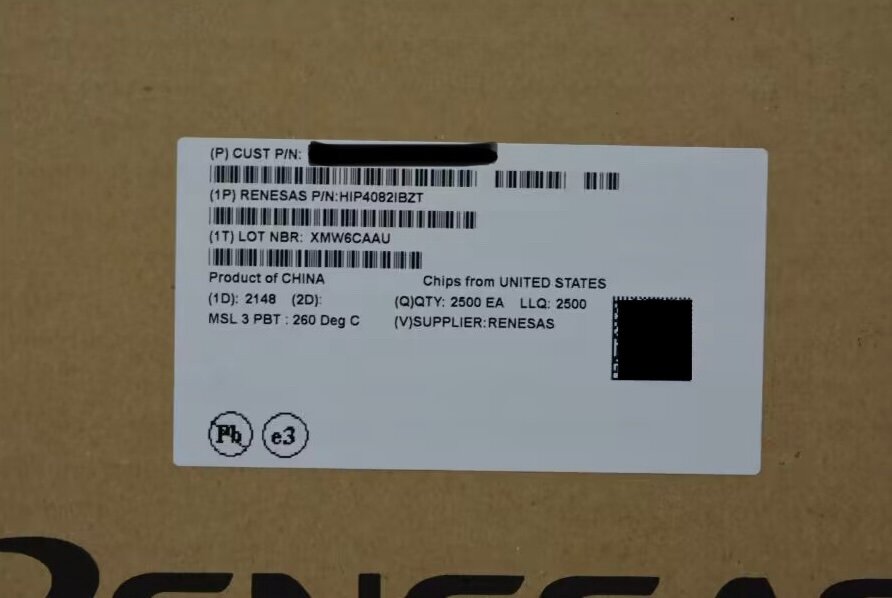 (P) CUST P/N:
(1P) RENESAS P/N:HIP4082IBZT
(1T) LOT NBR: XMW6CAAU
Product of CHINA Chips from UNITED STATES
(1D): 2148 (2D): (Q)QTY: 2500 EA LLQ: 2500
MSL 3 PBT : 260 Deg C (V)SUPPLIER:RENESAS
Pb e3
RENESAS